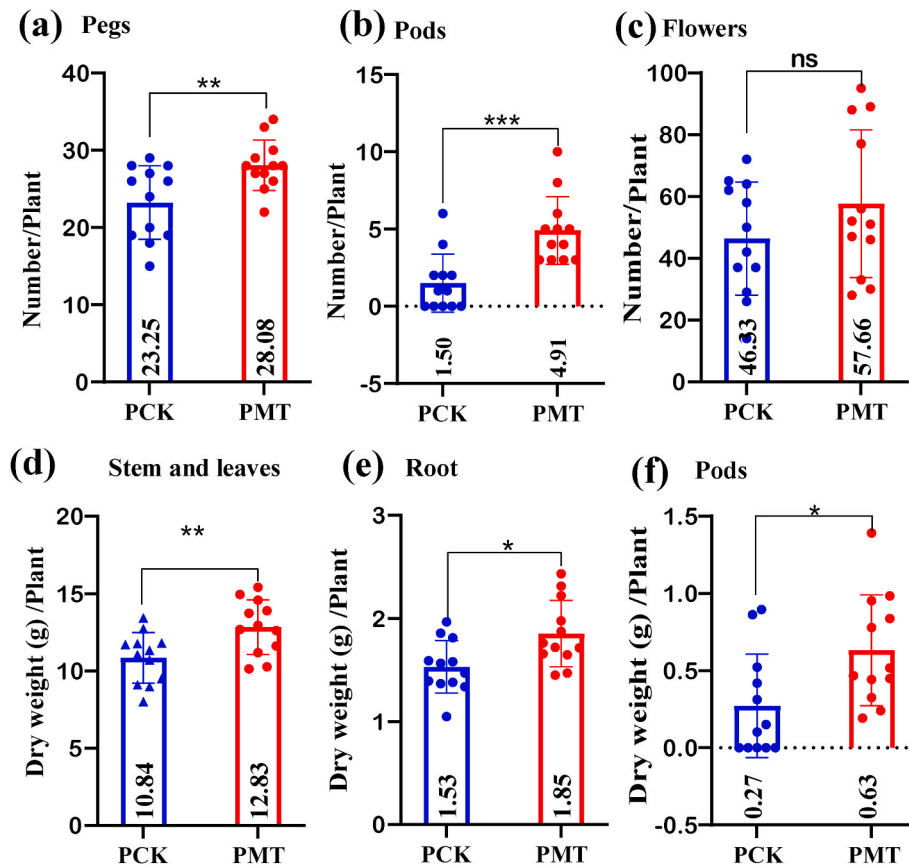 (a) Pegs
Number/Plant
40
30
20
10
0
**
23.25
28.08
PCK PMT
(b) Pods
Number/Plant
15
10
5
0
-5
***
1.50
4.91
PCK PMT
(c) Flowers
Number/Plant
100
80
60
40
20
0
ns
46.33
57.66
PCK PMT
(d) Stem and leaves
Dry weight (g) /Plant
20
15
10
5
0
**
10.84
12.83
PCK PMT
(e) Root
Dry weight (g) /Plant
3
2
1
0
*
1.53
1.85
PCK PMT
(f) Pods
Dry weight (g) /Plant
1.5
1.0
0.5
0.0
-0.5
*
0.27
0.63
PCK PMT